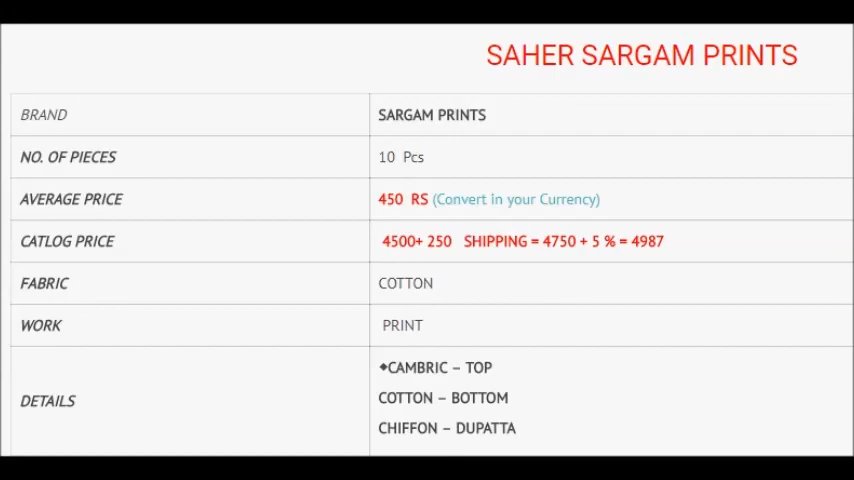 SAHER SARGAM PRINTS
BRAND SARGAM PRINTS
NO. OF PIECES 10 Pcs
AVERAGE PRICE 450 RS (Convert in your Currency)
CATLOG PRICE 4500+ 250 SHIPPING = 4750 + 5 % = 4987
FABRIC COTTON
WORK PRINT
DETAILS ◆CAMBRIC – TOP
COTTON – BOTTOM
CHIFFON – DUPATTA